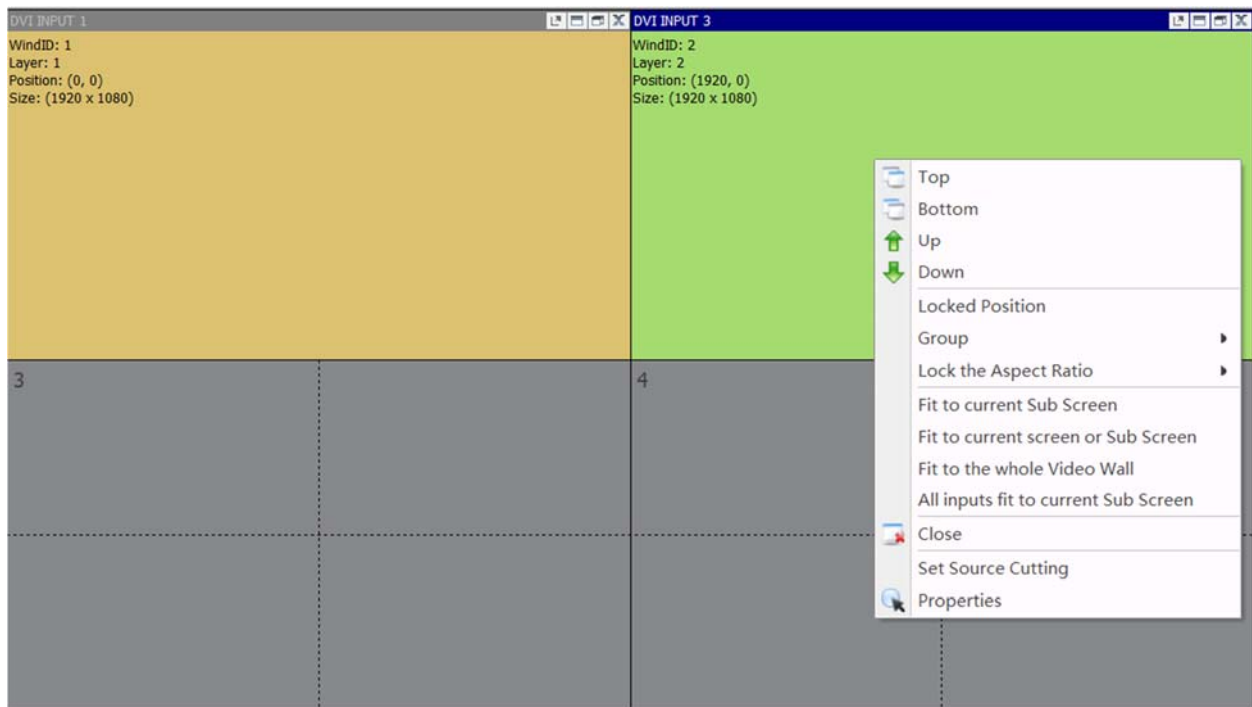 DVI INPUT 1
WindID: 1
Layer: 1
Position: (0, 0)
Size: (1920 x 1080)
DVI INPUT 3
WindID: 2
Layer: 2
Position: (1920, 0)
Size: (1920 x 1080)
Top
Bottom
Up
Down
Locked Position
Group
Lock the Aspect Ratio
Fit to current Sub Screen
Fit to current screen or Sub Screen
Fit to the whole Video Wall
All inputs fit to current Sub Screen
Close
Set Source Cutting
Properties
3
4